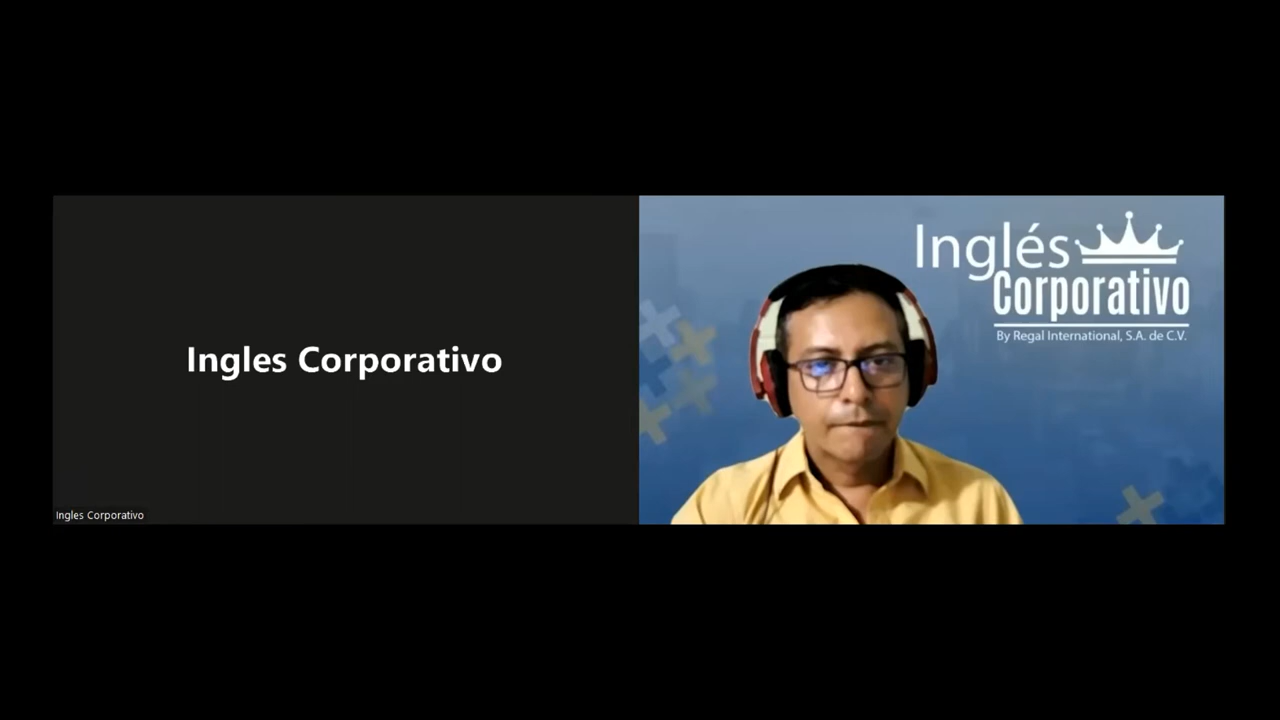 Ingles Corporativo
Ingles Corporativo
Inglés
Corporativo
By Regal International, S.A. de C.V.